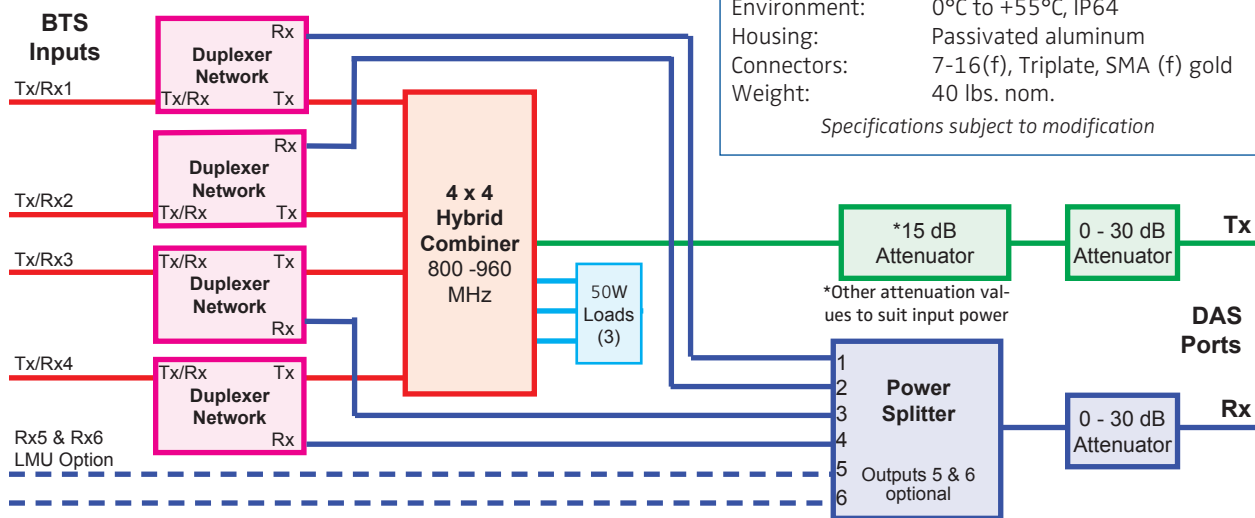 BTS
Inputs
Tx/Rx1
Tx/Rx2
Tx/Rx3
Tx/Rx4
Rx5 & Rx6
LMU Option
Rx
Duplexer
Network
Tx/Rx Tx
Rx
Duplexer
Network
Tx/Rx Tx
Tx/Rx Tx
Duplexer
Network
Rx
Tx/Rx Tx
Duplexer
Network
Rx
4 x 4
Hybrid
Combiner
800 -960
MHz
50W
Loads
(3)
Environment: 0°C to +55°C, IP64
Housing: Passivated aluminum
Connectors: 7-16(f), Triplate, SMA (f) gold
Weight: 40 lbs. nom.
Specifications subject to modification
*15 dB
Attenuator
*Other attenuation val-
ues to suit input power
0 - 30 dB
Attenuator
Tx
DAS
Ports
1
2
3
4
5
6
Power
Splitter
Outputs 5 & 6
optional
0 - 30 dB
Attenuator
Rx